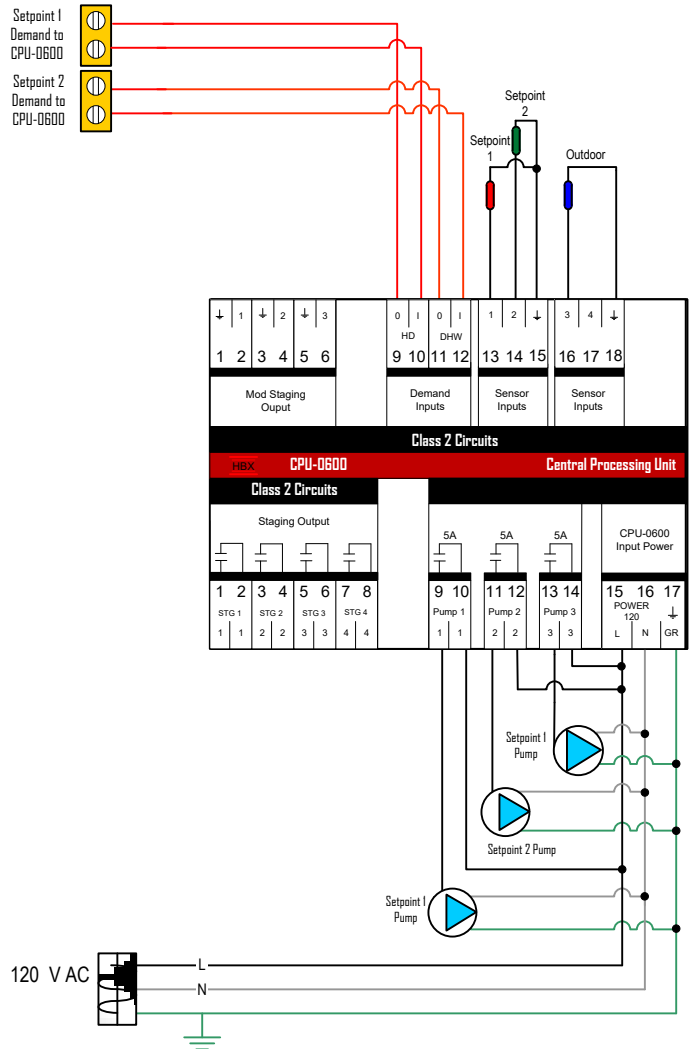 Setpoint 1
Demand to
CPU-0600
Setpoint 2
Demand to
CPU-0600
Setpoint
2
Setpoint
1
Outdoor
1 2 3 0 I 0 I 1 2 3 4
HD DHW
1 2 3 4 5 6 9 10 11 12 13 14 15 16 17 18
Mod Staging
Ouput
Demand
Inputs
Sensor
Inputs
Sensor
Inputs
Class 2 Circuits
HBX CPU-0600 Central Processing Unit
Class 2 Circuits
Staging Output
5A 5A 5A
CPU-0600
Input Power
1 2 3 4 5 6 7 8 9 10 11 12 13 14 15 16 17
STG 1 STG 2 STG 3 STG 4 Pump 1 Pump 2 Pump 3
POWER
120
1 1 2 2 3 3 4 4 1 1 2 2 3 3 L N GR
Setpoint 1
Pump
Setpoint 2 Pump
Setpoint 1
Pump
120 V AC
L
N